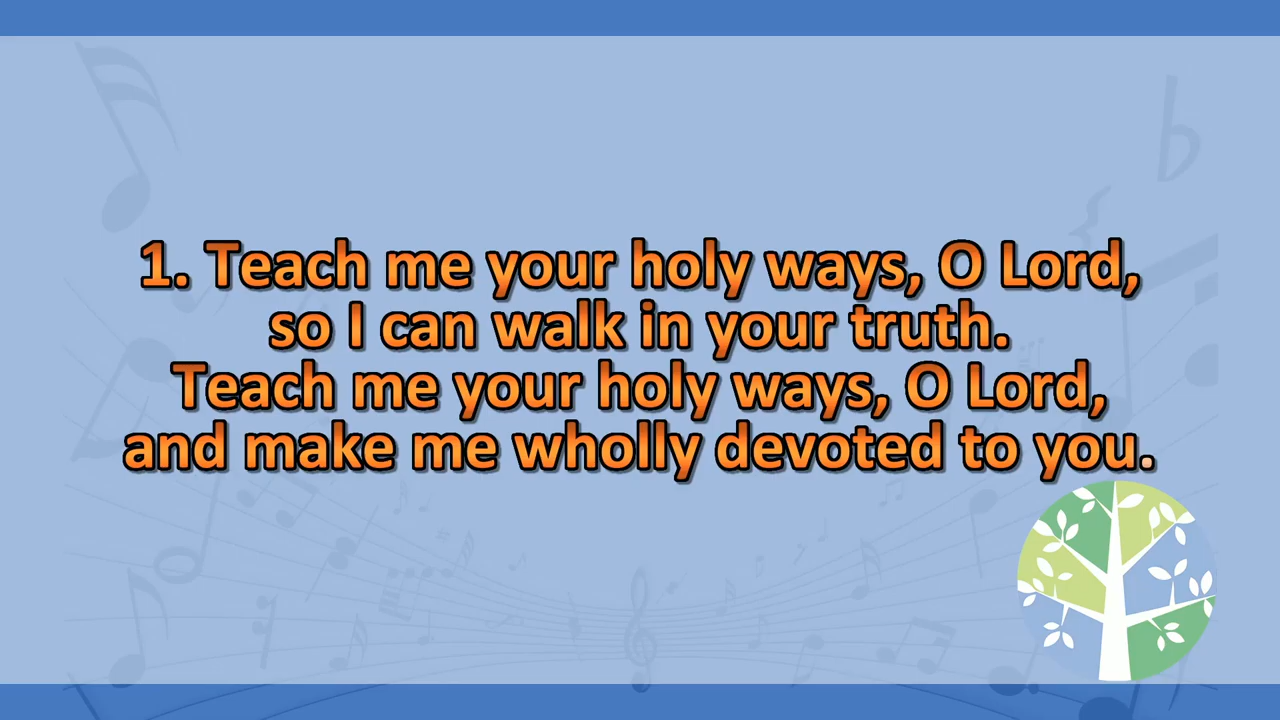 1. Teach me your holy ways, O Lord,
so I can walk in your truth.
Teach me your holy ways, O Lord,
and make me wholly devoted to you.